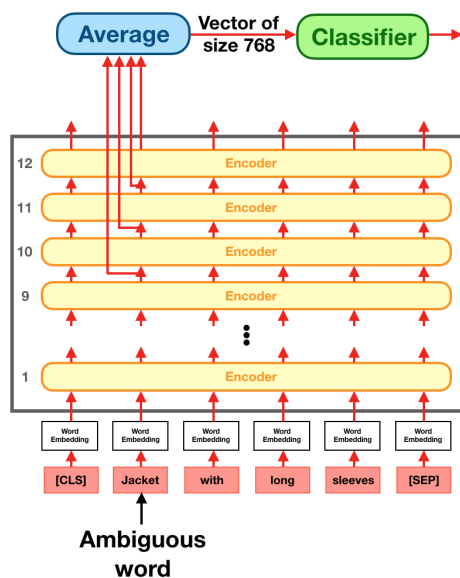 Average
Vector of
size 768
Classifier
12
Encoder
11
Encoder
10
Encoder
9
Encoder
1
Encoder
Word
Embedding
Word
Embedding
Word
Embedding
Word
Embedding
Word
Embedding
Word
Embedding
[CLS]
Jacket
with
long
sleeves
[SEP]
Ambiguous
word